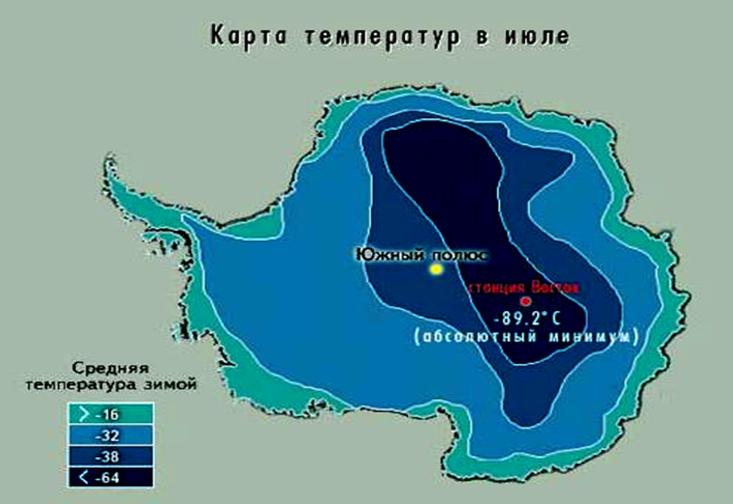 Карта температур в июле
Южный полюс
станция Восток
-89.2°C
(абсолютный минимум)
Средняя
температура зимой
> -16
-32
-38
< -64